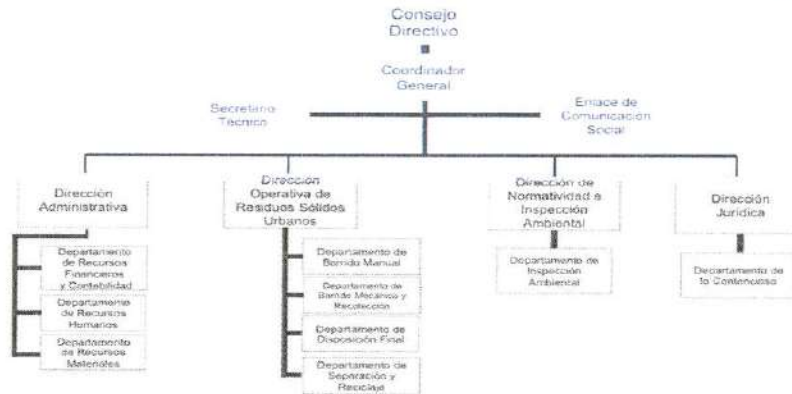 Consejo
Directivo
Coordinador
General
Secretario
Técnico
Enlace de
Comunicación
Social
Dirección
Administrativa
Departamento
de Recursos
Financieros
y Contabilidad
Departamento
de Recursos
Humanos
Departamento
de Recursos
Materiales
Dirección
Operativa de
Residuos Sólidos
Urbanos
Departamento de
Barrido Manual
Departamento de
Barrido Mecánico y
Recolección
Departamento de
Disposición Final
Departamento de
Separación y
Reciclaje
Dirección de
Normatividad e
Inspección
Ambiental
Departamento de
Inspección
Ambiental
Dirección
Jurídica
Departamento de
lo Contencioso